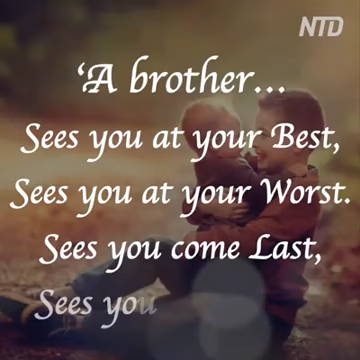 NTD
‘A brother...
Sees you at your Best,
Sees you at your Worst.
Sees you come Last,
Sees you